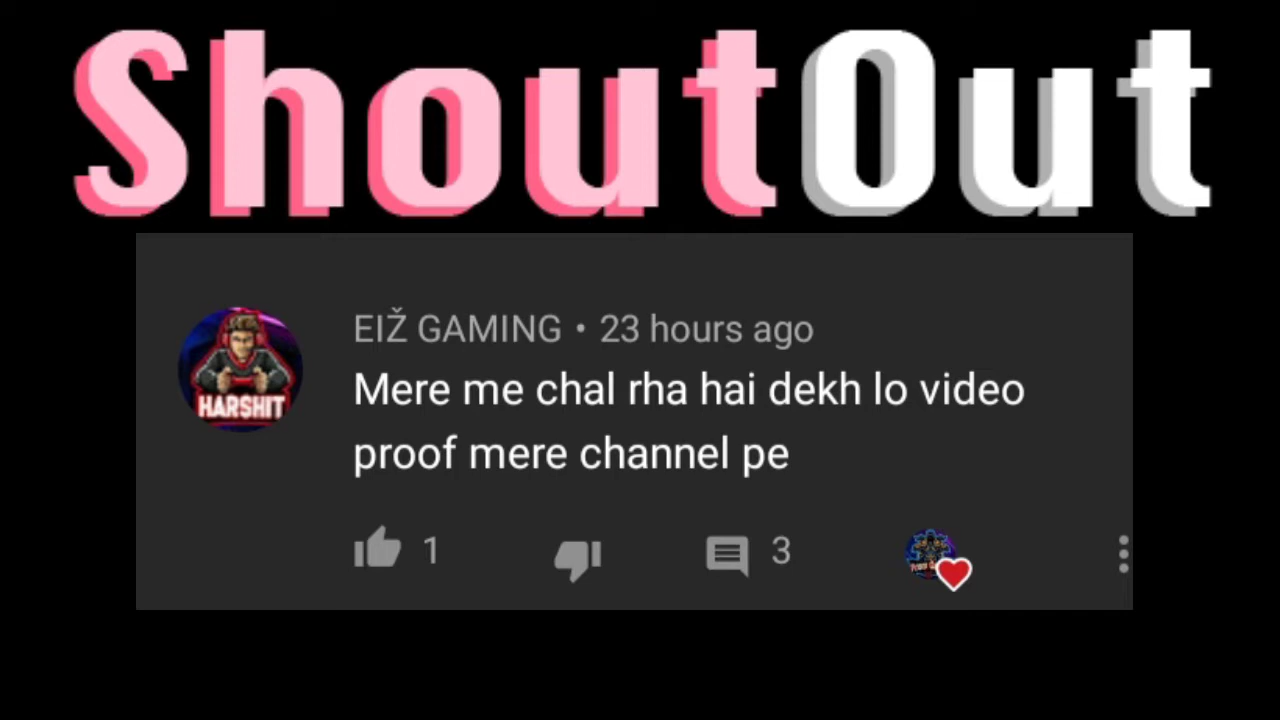 ShoutOut
EIŽ GAMING • 23 hours ago
HARSHIT
Mere me chal rha hai dekh lo video
proof mere channel pe
1
3